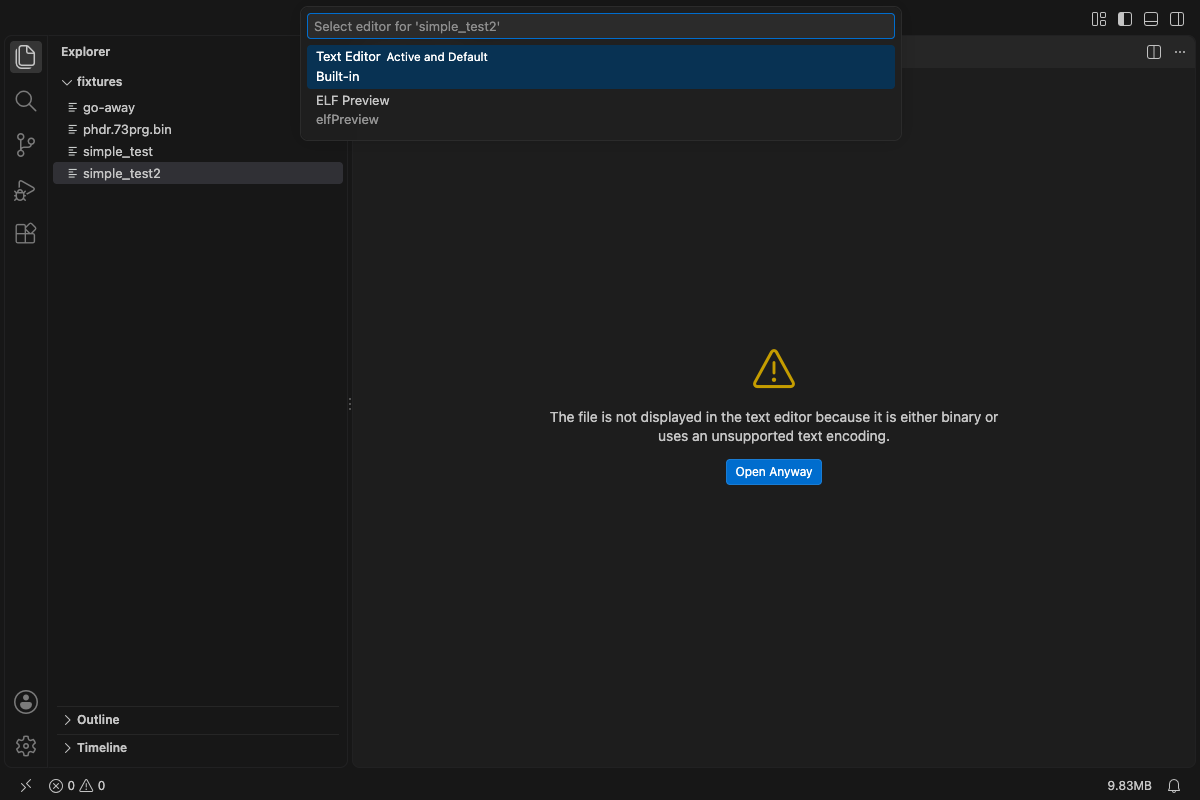 Select editor for 'simple_test2'
Text Editor Active and Default
Built-in
ELF Preview
elfPreview
Explorer
fixtures
go-away
phdr.73prg.bin
simple_test
simple_test2
The file is not displayed in the text editor because it is either binary or
uses an unsupported text encoding.
Open Anyway
Outline
Timeline
0 0
9.83MB